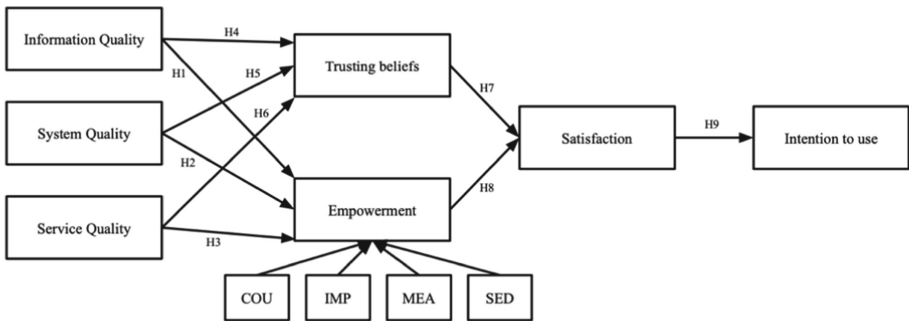 Information Quality
System Quality
Service Quality
H4
H1
H5
H6
H2
H3
Trusting beliefs
Empowerment
COU
IMP
MEA
SED
H7
H8
Satisfaction
H9
Intention to use